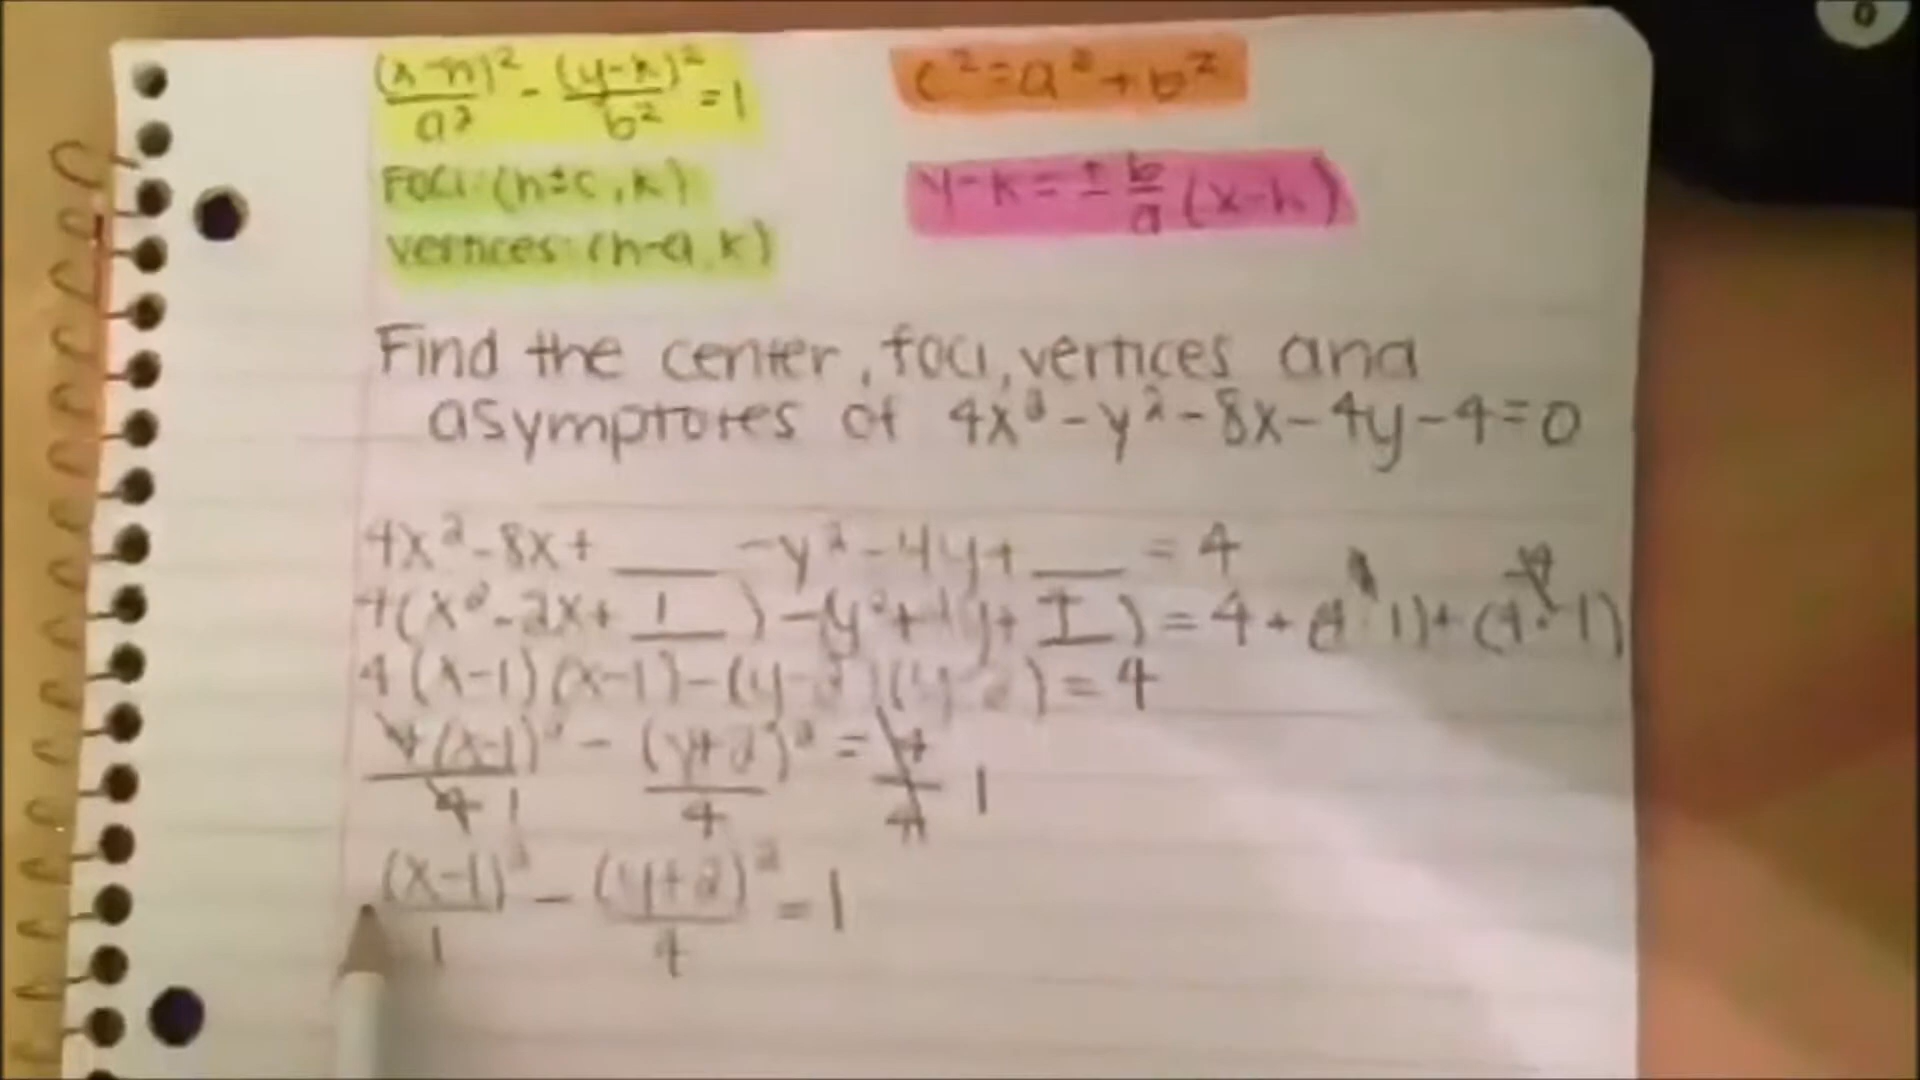 (x-h)²/a² - (y-k)²/b² = 1
c² = a² + b²
Foci: (h±c, k)
y-k = ± b/a (x-h)
vertices: (h-a, k)
Find the center, foci, vertices and
asymptotes of 4x²-y²-8x-4y-4=0
4x²-8x+ ___ -y²-4y+ ___ = 4
4(x²-2x+ 1 ) -(y²+4y+ ) = 4 + (4·1)+(
4(x-1)(x-1)-(y-2)(y-2) = 4
4(x-1)²/4 1 - (y+2)²/4 = 4/4 1
(x-1)²/1 - (y+2)²/4 = 1
0